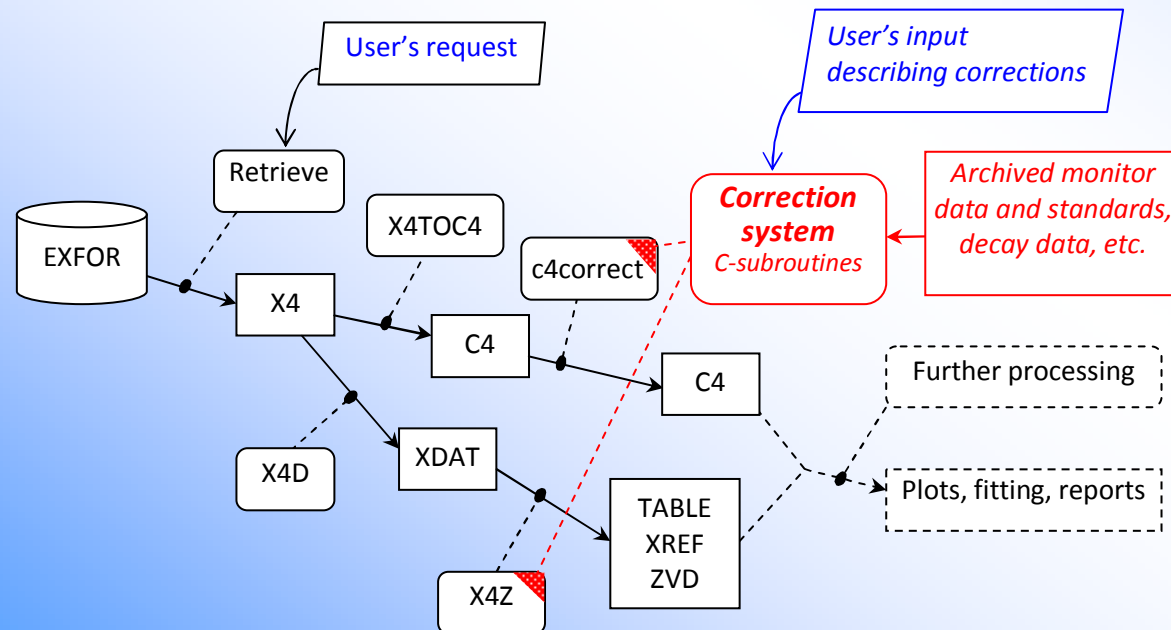 User's request
User's input
describing corrections
Retrieve
Correction
system
C-subroutines
Archived monitor
data and standards,
decay data, etc.
EXFOR
X4TOC4
c4correct
X4
C4
C4
Further processing
X4D
XDAT
Plots, fitting, reports
TABLE
XREF
ZVD
X4Z